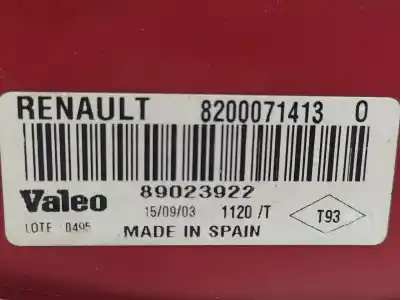 RENAULT 8200071413 0
89023922
Valeo 15/09/03 1120 /T T93
LOTE 0495 MADE IN SPAIN